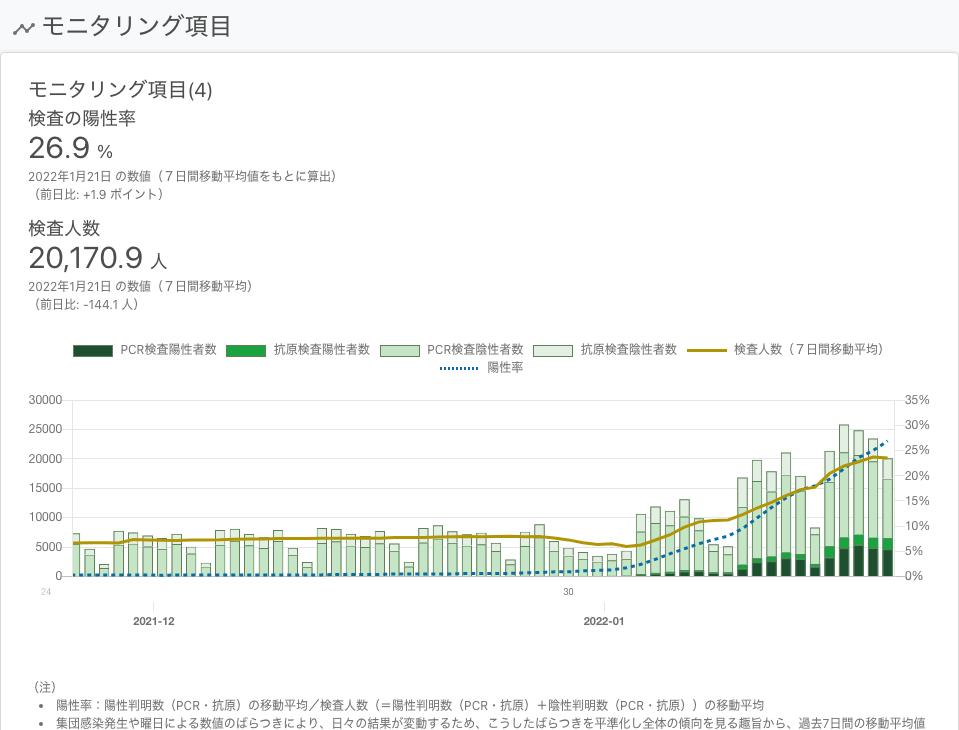 モニタリング項目
モニタリング項目(4)
検査の陽性率
26.9 %
2022年1月21日 の数値（７日間移動平均値をもとに算出）
（前日比: +1.9 ポイント）
検査人数
20,170.9 人
2022年1月21日 の数値（７日間移動平均）
（前日比: -144.1 人）
PCR検査陽性者数 抗原検査陽性者数 PCR検査陰性者数 抗原検査陰性者数 検査人数（７日間移動平均）
陽性率
30000 35%
25000 30%
20000 25%
15000 20%
10000 15%
5000 10%
0 5%
0%
24 30
2021-12 2022-01
（注）
• 陽性率：陽性判明数（PCR・抗原）の移動平均／検査人数（＝陽性判明数（PCR・抗原）＋陰性判明数（PCR・抗原））の移動平均
• 集団感染発生や曜日による数値のばらつきにより、日々の結果が変動するため、こうしたばらつきを平準化し全体の傾向を見る趣旨から、過去7日間の移動平均値